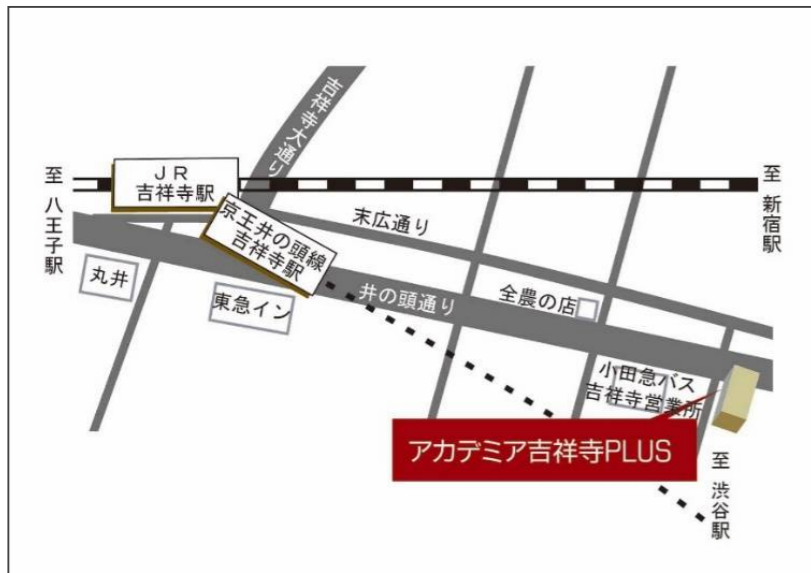 吉祥寺大通り
ＪＲ
吉祥寺駅
至 八王子駅
至 新宿駅
京王井の頭線
吉祥寺駅
末広通り
丸井
東急イン
井の頭通り
全農の店
小田急バス
吉祥寺営業所
アカデミア吉祥寺PLUS
至 渋谷駅